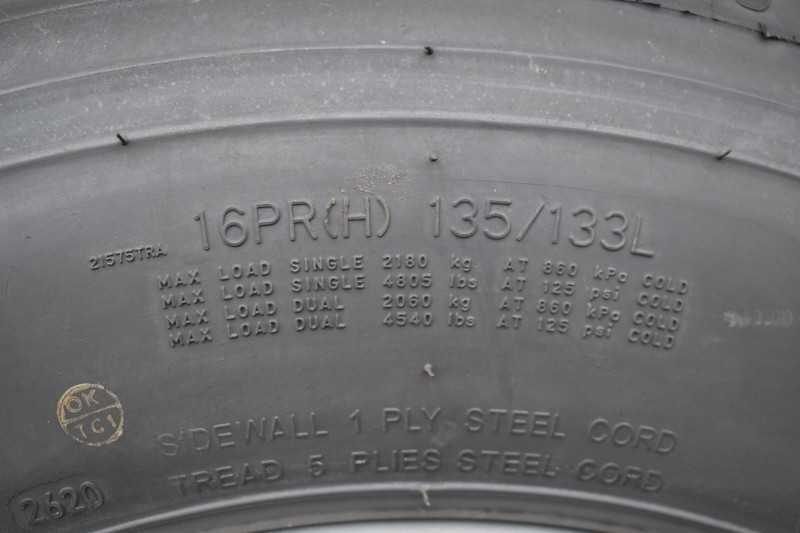 16PR(H) 135/133L
21575TRA
MAX LOAD SINGLE 2180 kg AT 860 kPa COLD
MAX LOAD SINGLE 4805 lbs AT 125 psi COLD
MAX LOAD DUAL 2060 kg AT 860 kPa COLD
MAX LOAD DUAL 4540 lbs AT 125 psi COLD
OK
TC1
SIDEWALL 1 PLY STEEL CORD
TREAD 5 PLIES STEEL CORD
2620